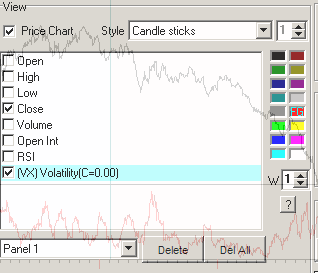 View
Price Chart Style Candle sticks 1
Open
High
Low
Close
Volume
Open Int
RSI
(VX) Volatility(C=0.00)
FG
W 1
?
Panel 1 Delete Del All